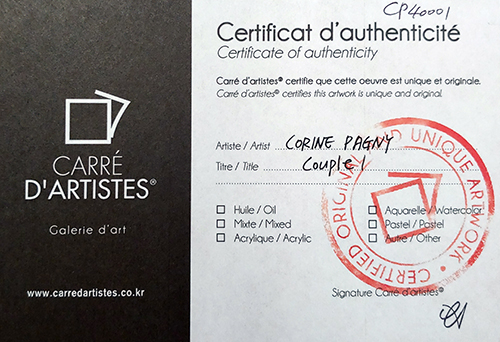 CP40001
Certificat d'authenticité
Certificate of authenticity
Carré d'artistes® certifie que cette oeuvre est unique et originale.
Carré d'artistes® certifies this artwork is unique and original.
Artiste / Artist CORINE PAGNY
Titre / Title Couple 1
Huile / Oil
Mixte / Mixed
Acrylique / Acrylic
Aquarelle / Watercolor
Pastel / Pastel
Autre / Other
Signature Carré d'artistes®
CERTIFIED ORIGINAL AND UNIQUE ARTWORK
CARRÉ
D'ARTISTES®
Galerie d'art
www.carredartistes.co.kr